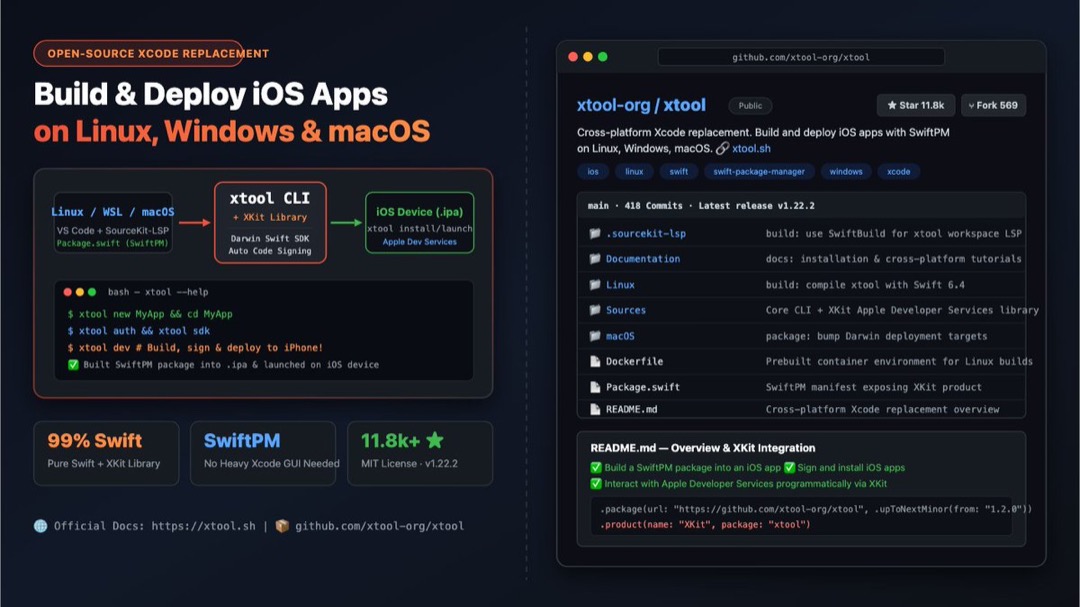 OPEN-SOURCE XCODE REPLACEMENT
Build & Deploy iOS Apps
on Linux, Windows & macOS
Linux / WSL / macOS
VS Code + SourceKit-LSP
Package.swift (SwiftPM)
xtool CLI
+ XKit Library
Darwin Swift SDK
Auto Code Signing
iOS Device (.ipa)
xtool install/launch
Apple Dev Services
bash — xtool --help
$ xtool new MyApp && cd MyApp
$ xtool auth && xtool sdk
$ xtool dev # Build, sign & deploy to iPhone!
✅ Built SwiftPM package into .ipa & launched on iOS device
99% Swift
Pure Swift + XKit Library
SwiftPM
No Heavy Xcode GUI Needed
11.8k+ ★
MIT License · v1.22.2
🌐 Official Docs: https://xtool.sh | 📦 github.com/xtool-org/xtool
github.com/xtool-org/xtool
xtool-org / xtool Public ★ Star 11.8k ⑂ Fork 569
Cross-platform Xcode replacement. Build and deploy iOS apps with SwiftPM
on Linux, Windows, macOS. 🔗 xtool.sh
ios linux swift swift-package-manager windows xcode
main · 418 Commits · Latest release v1.22.2
📁 .sourcekit-lsp build: use SwiftBuild for xtool workspace LSP
📁 Documentation docs: installation & cross-platform tutorials
📁 Linux build: compile xtool with Swift 6.4
📁 Sources Core CLI + XKit Apple Developer Services library
📁 macOS package: bump Darwin deployment targets
📄 Dockerfile Prebuilt container environment for Linux builds
📄 Package.swift SwiftPM manifest exposing XKit product
📄 README.md Cross-platform Xcode replacement overview
README.md — Overview & XKit Integration
✅ Build a SwiftPM package into an iOS app ✅ Sign and install iOS apps
✅ Interact with Apple Developer Services programmatically via XKit
.package(url: "https://github.com/xtool-org/xtool", .upToNextMinor(from: "1.2.0"))
.product(name: "XKit", package: "xtool")